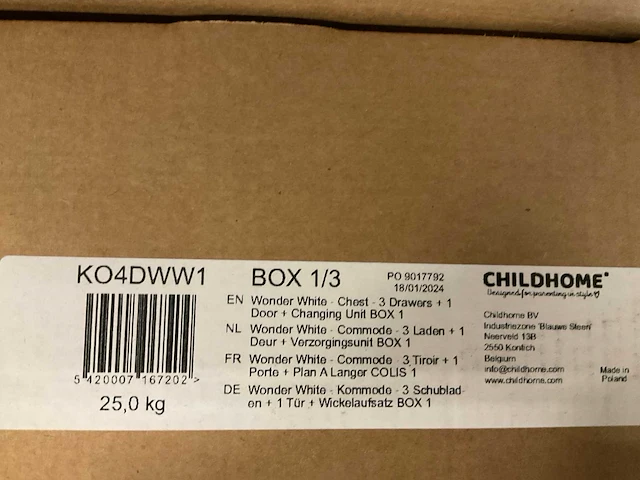 KO4DWW1
BOX 1/3
PO 9017792
18/01/2024
CHILDHOME
Designed for parenting in style
EN Wonder White - Chest - 3 Drawers + 1
Door + Changing Unit BOX 1
NL Wonder White - Commode - 3 Laden + 1
Deur + Verzorgingsunit BOX 1
FR Wonder White - Commode - 3 Tiroir + 1
Porte + Plan A Langer COLIS 1
DE Wonder White - Kommode - 3 Schublad-
en + 1 Tür + Wickelaufsatz BOX 1
5 420007 167202 >
25,0 kg
Childhome BV
Industriezone 'Blauwe Steen'
Neerveld 13B
2550 Kontich
Belgium
info@childhome.com
www.childhome.com
Made in
Poland